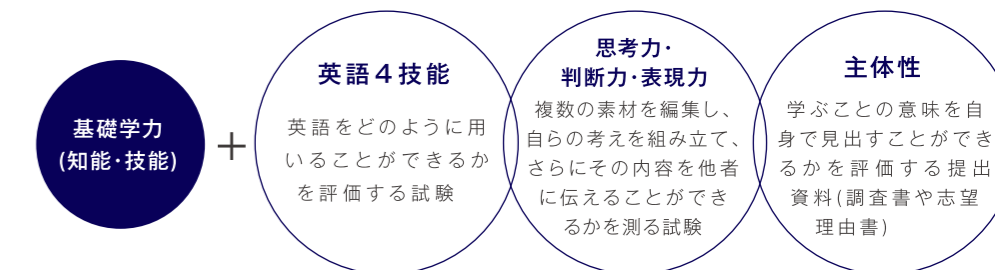 基礎学力
(知能・技能)
+
英語4技能
英語をどのように用
いることができるか
を評価する試験
思考力・
判断力・表現力
複数の素材を編集し、
自らの考えを組み立て、
さらにその内容を他者
に伝えることができ
るかを測る試験
主体性
学ぶことの意味を自
身で見出すことができ
るかを評価する提出
資料(調査書や志望
理由書)